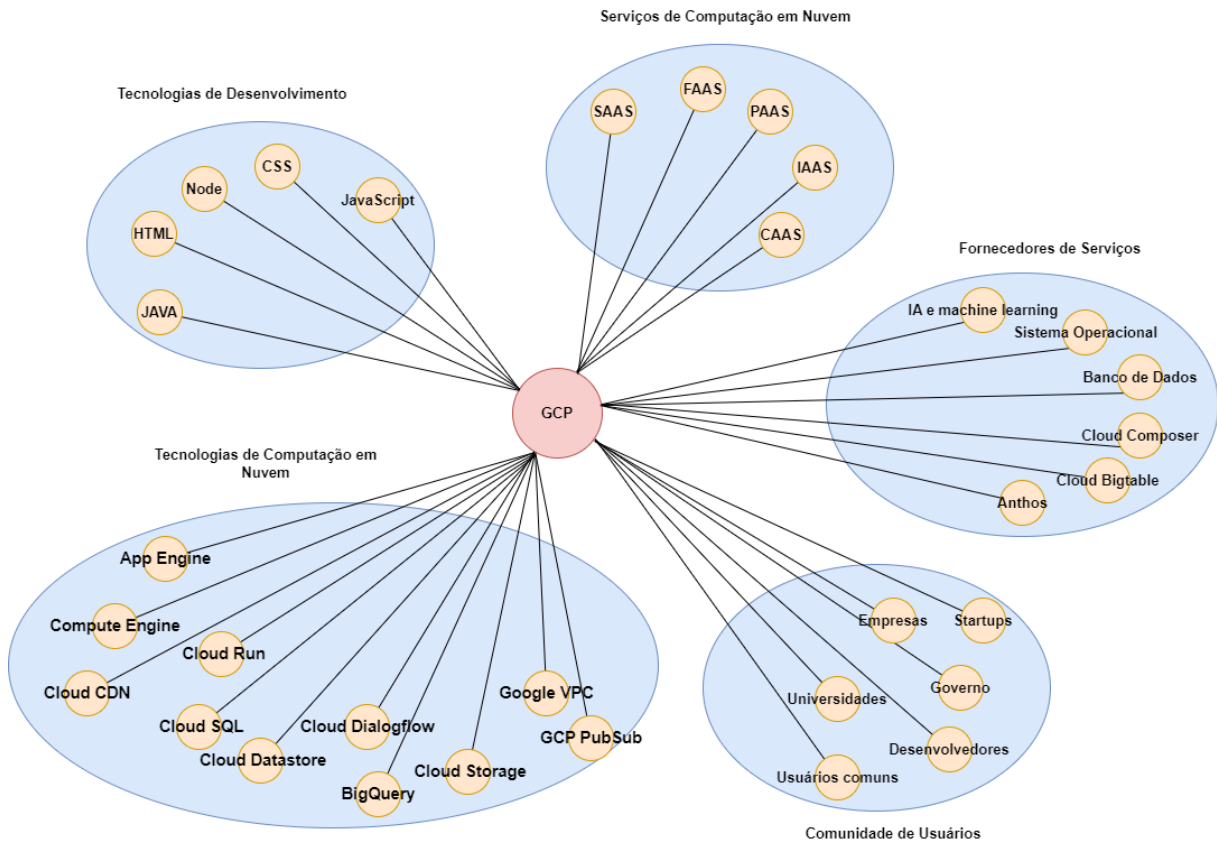 Serviços de Computação em Nuvem
SAAS
FAAS
PAAS
IAAS
CAAS
Tecnologias de Desenvolvimento
CSS
Node
JavaScript
HTML
JAVA
Fornecedores de Serviços
IA e machine learning
Sistema Operacional
Banco de Dados
Cloud Composer
Cloud Bigtable
Anthos
GCP
Tecnologias de Computação em
Nuvem
App Engine
Compute Engine
Cloud Run
Cloud CDN
Cloud SQL
Cloud Datastore
Cloud Dialogflow
BigQuery
Cloud Storage
Google VPC
GCP PubSub
Empresas
Startups
Universidades
Governo
Desenvolvedores
Usuários comuns
Comunidade de Usuários